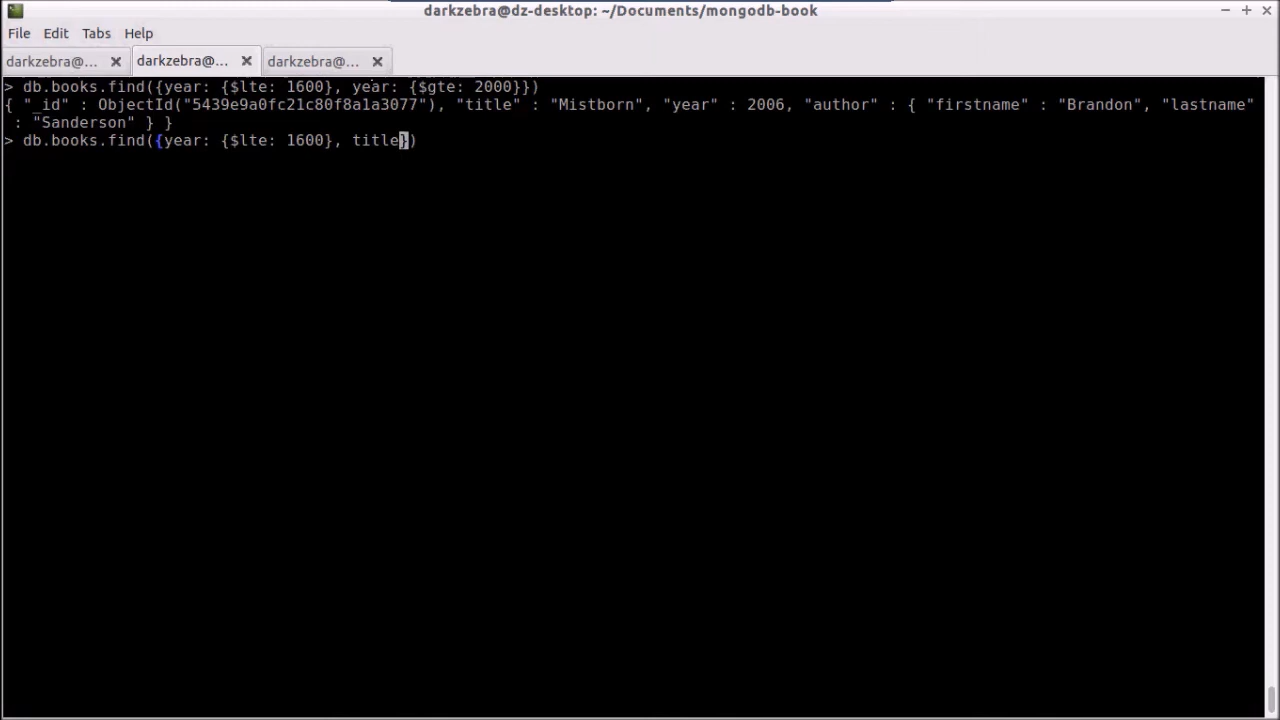 darkzebra@dz-desktop: ~/Documents/mongodb-book
File Edit Tabs Help
darkzebra@... darkzebra@... darkzebra@...
> db.books.find({year: {$lte: 1600}, year: {$gte: 2000}})
{ "_id" : ObjectId("5439e9a0fc21c80f8a1a3077"), "title" : "Mistborn", "year" : 2006, "author" : { "firstname" : "Brandon", "lastname"
: "Sanderson" } }
> db.books.find({year: {$lte: 1600}, title})